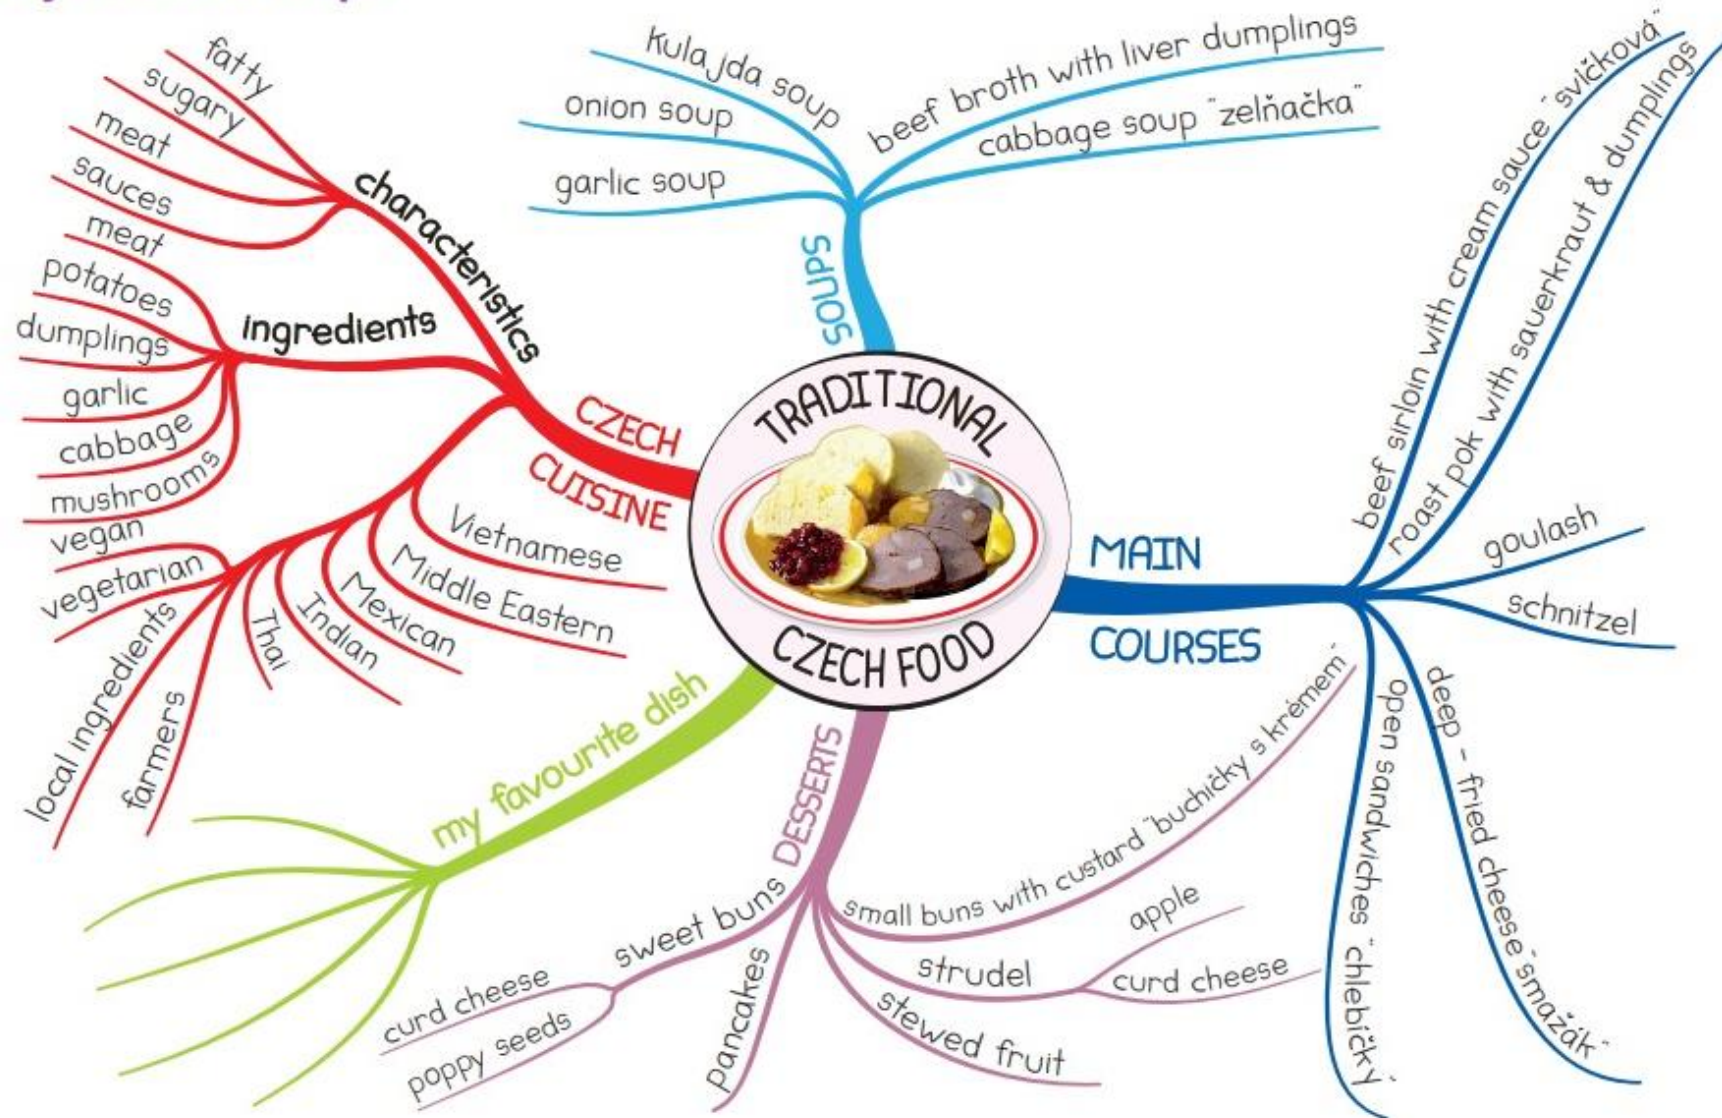 TRADITIONAL
CZECH FOOD
CZECH
CUISINE
characteristics
fatty
sugary
meat
sauces
ingredients
meat
potatoes
dumplings
garlic
cabbage
mushrooms
vegan
vegetarian
local ingredients
farmers
Thai
Indian
Mexican
Middle Eastern
Vietnamese
SOUPS
kulajda soup
onion soup
garlic soup
beef broth with liver dumplings
cabbage soup "zelňačka"
MAIN
COURSES
beef sirloin with cream sauce "svíčková"
roast pok with sauerkraut & dumplings
goulash
schnitzel
deep - fried cheese "smažák"
open sandwiches "chlebíčky"
DESSERTS
small buns with custard "buchičky s krémem"
strudel
apple
curd cheese
stewed fruit
pancakes
sweet buns
curd cheese
poppy seeds
my favourite dish